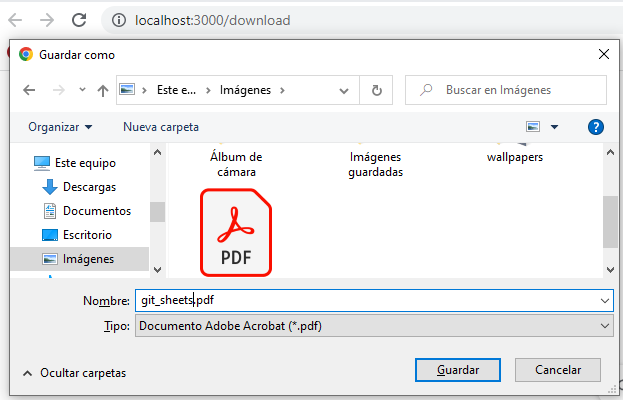 localhost:3000/download
Guardar como
Este e... Imágenes
Buscar en Imágenes
Organizar Nueva carpeta
Este equipo
Descargas
Documentos
Escritorio
Imágenes
Álbum de cámara
Imágenes guardadas
wallpapers
PDF
Nombre: git_sheets.pdf
Tipo: Documento Adobe Acrobat (*.pdf)
Ocultar carpetas
Guardar Cancelar